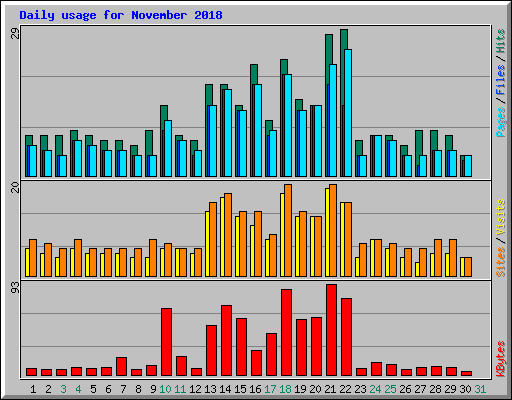 Daily usage for November 2018
29
Pages / Files / Hits
20
Sites / Visits
93
KBytes
1 2 3 4 5 6 7 8 9 10 11 12 13 14 15 16 17 18 19 20 21 22 23 24 25 26 27 28 29 30 31